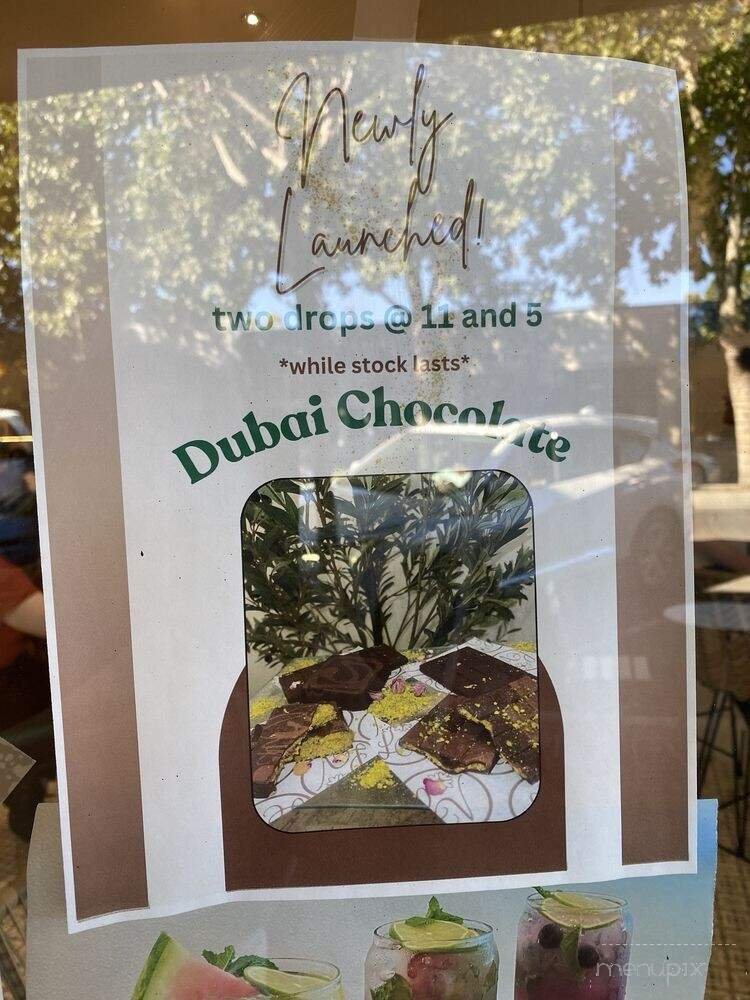 Newly
Launched!
two drops @ 11 and 5
*while stock lasts*
Dubai Chocolate
menupix